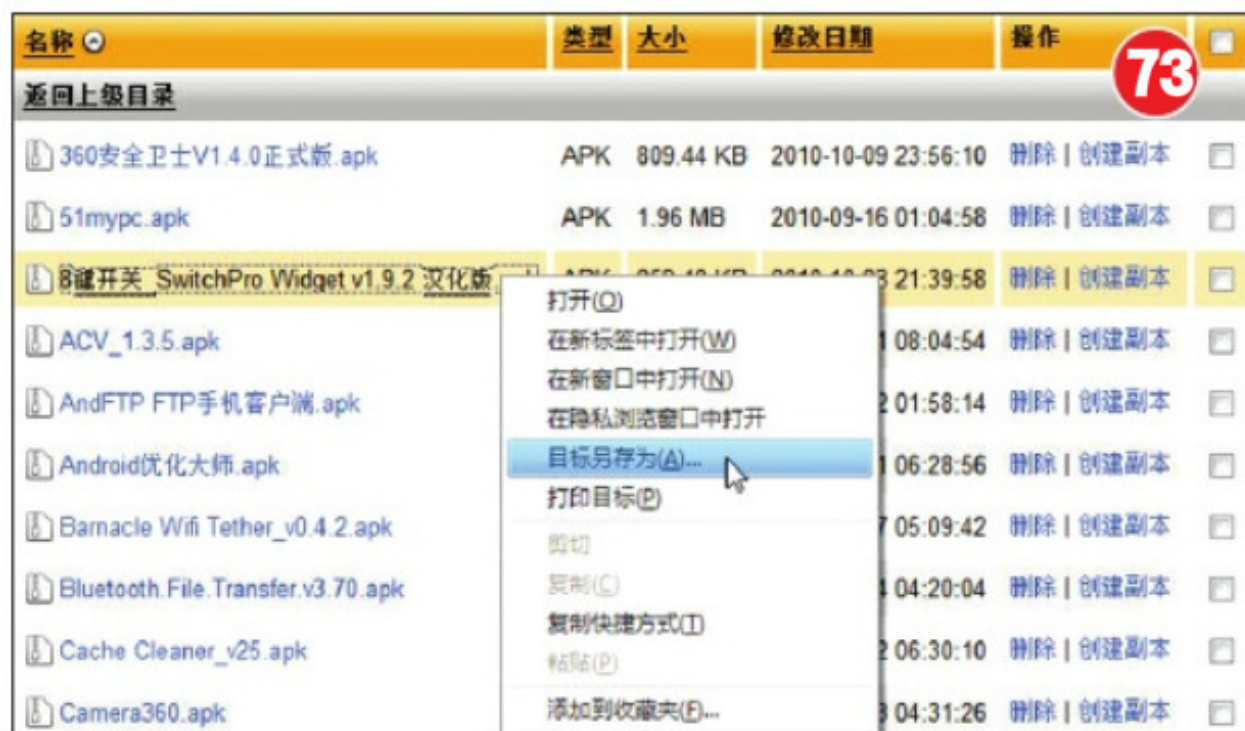 名称 类型 大小 修改日期 操作
73
返回上级目录
360安全卫士V1.4.0正式版.apk APK 809.44 KB 2010-10-09 23:56:10 删除 | 创建副本
51mypc.apk APK 1.96 MB 2010-09-16 01:04:58 删除 | 创建副本
8键开关_SwitchPro Widget v1.9.2 汉化版 21:39:58 删除 | 创建副本
打开(O)
在新标签中打开(W)
ACV_1.3.5.apk 08:04:54 删除 | 创建副本
在新窗口中打开(N)
AndFTP FTP手机客户端.apk 01:58:14 删除 | 创建副本
在隐私浏览窗口中打开
目标另存为(A)...
Android优化大师.apk 06:28:56 删除 | 创建副本
打印目标(P)
Barnacle Wifi Tether_v0.4.2.apk 05:09:42 删除 | 创建副本
剪切
复制(C)
Bluetooth.File.Transfer.v3.70.apk 04:20:04 删除 | 创建副本
复制快捷方式(T)
Cache Cleaner_v25.apk 06:30:10 删除 | 创建副本
粘贴(P)
添加到收藏夹(F)...
Camera360.apk 04:31:26 删除 | 创建副本